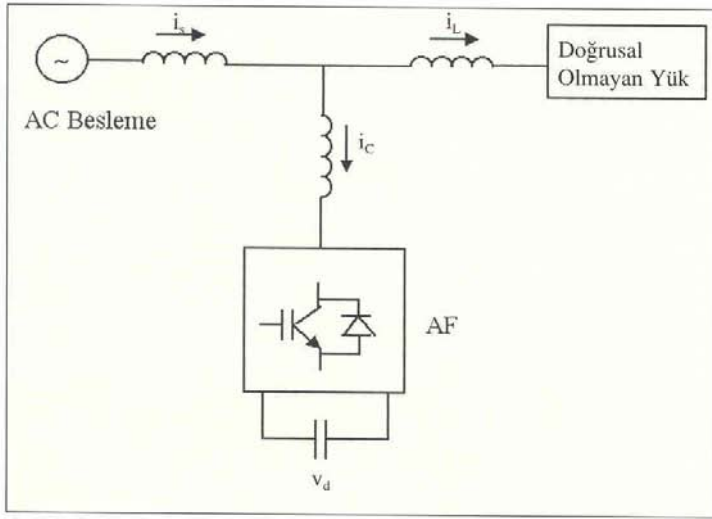 i_s
i_L
~
Doğrusal
Olmayan Yük
AC Besleme
i_C
AF
v_d